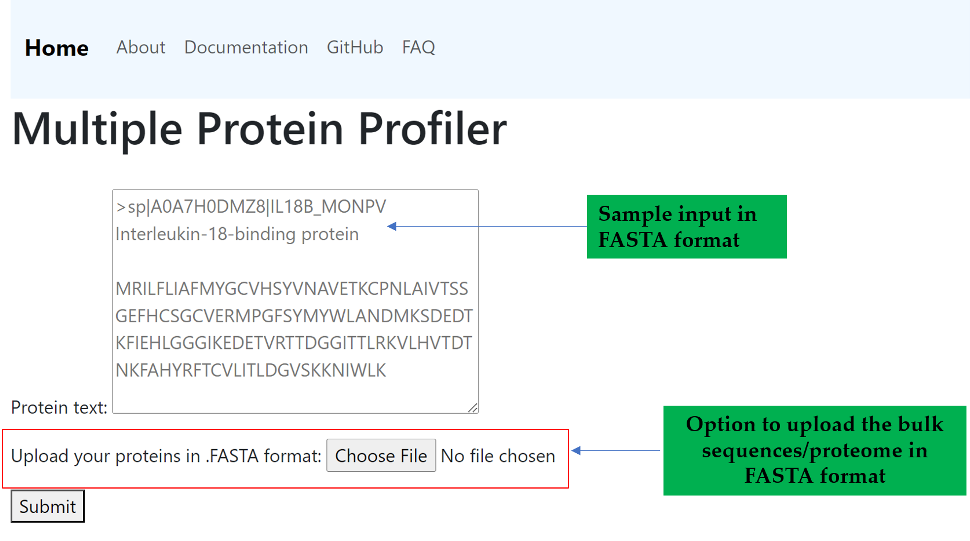 Home About Documentation GitHub FAQ
Multiple Protein Profiler
>sp|A0A7H0DMZ8|IL18B_MONPV
Interleukin-18-binding protein
MRILFLIAFMYGCVHSYVNAVETKCPNLAIVTSS
GEFHCSGCVERMPGFSYMYWLANDMKSDEDT
KFIEHLGGGIKEDETVRTTDGGITTLRKVLHVTDT
NKFAHYRFTCVLITLDGVSKKNIWLK
Sample input in
FASTA format
Protein text:
Upload your proteins in .FASTA format: Choose File No file chosen
Option to upload the bulk
sequences/proteome in
FASTA format
Submit